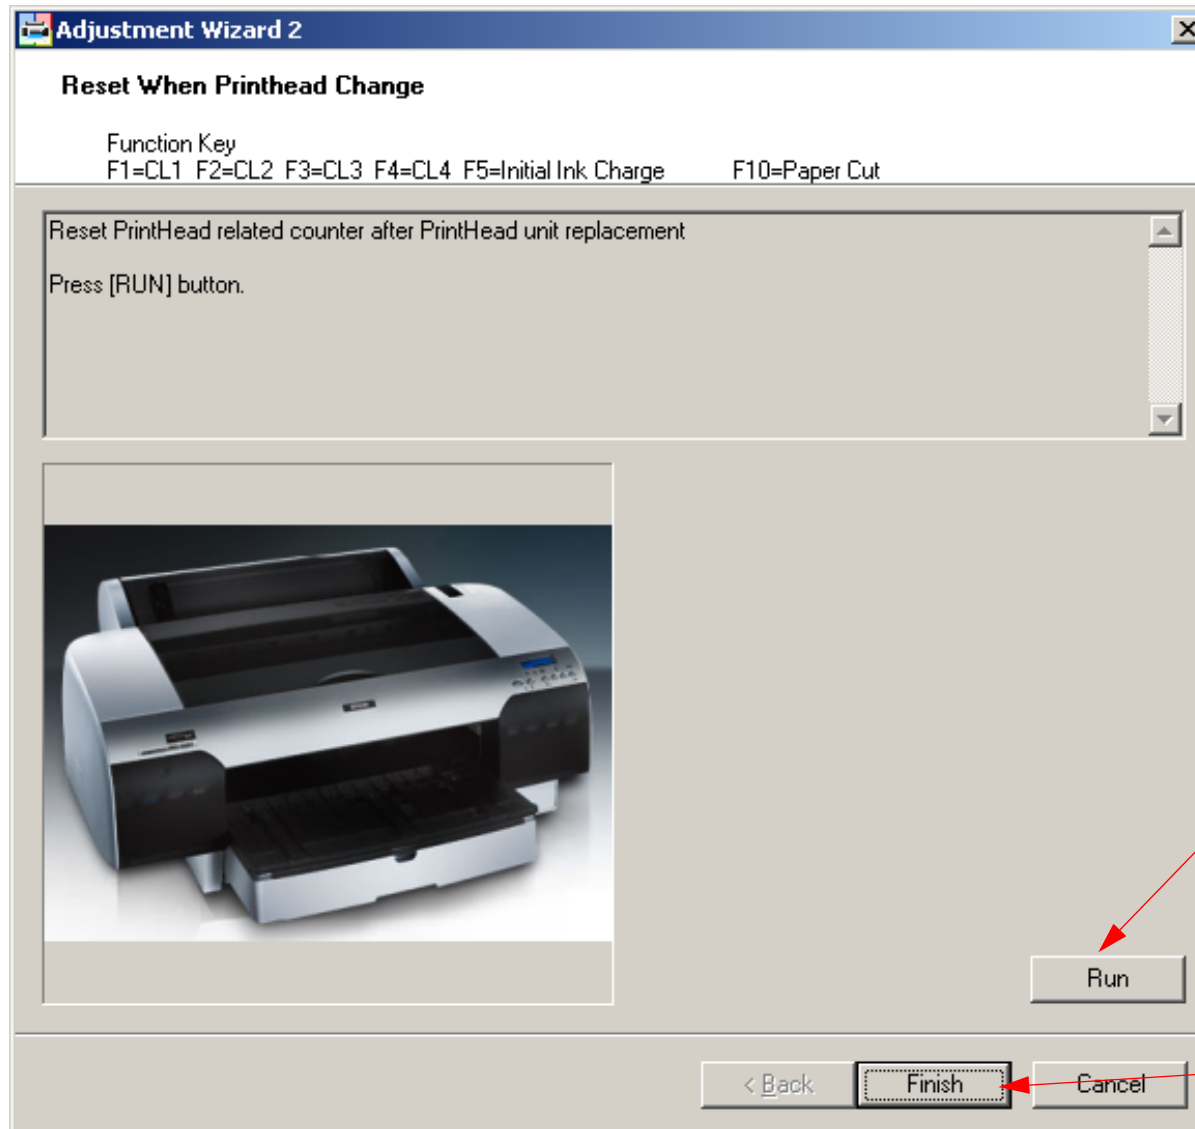 Adjustment Wizard 2
Reset When Printhead Change
Function Key
F1=CL1 F2=CL2 F3=CL3 F4=CL4 F5=Initial Ink Charge F10=Paper Cut
Reset PrintHead related counter after PrintHead unit replacement
Press [RUN] button.
EPSON
Run
< Back Finish Cancel